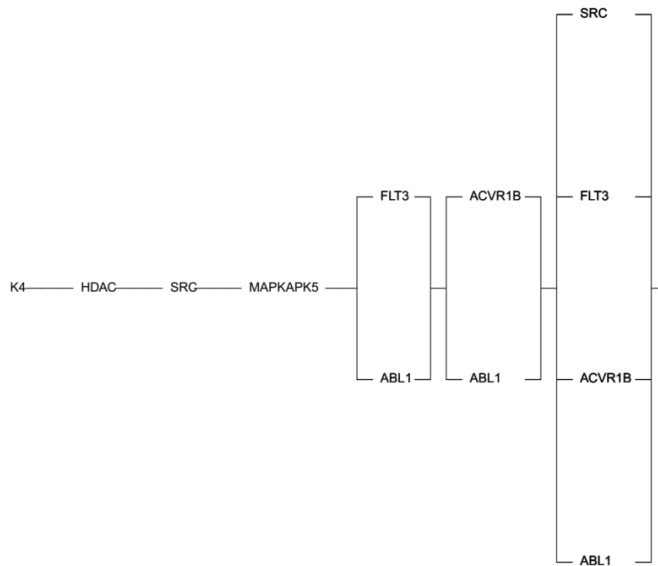 SRC
FLT3 ACVR1B FLT3
K4 HDAC SRC MAPKAPK5
ABL1 ABL1 ACVR1B
ABL1